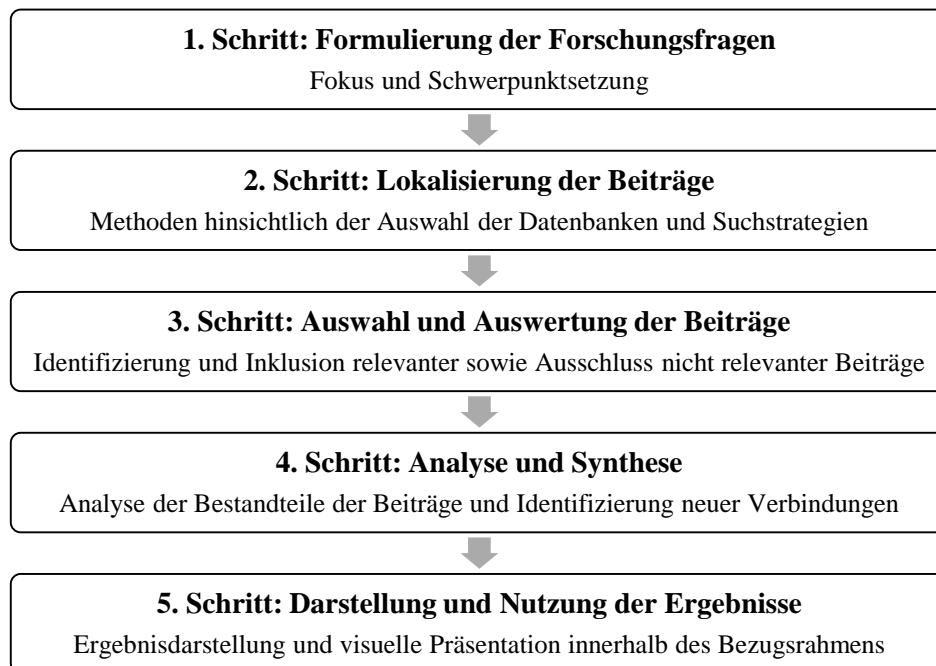 1. Schritt: Formulierung der Forschungsfragen
Fokus und Schwerpunktsetzung
2. Schritt: Lokalisierung der Beiträge
Methoden hinsichtlich der Auswahl der Datenbanken und Suchstrategien
3. Schritt: Auswahl und Auswertung der Beiträge
Identifizierung und Inklusion relevanter sowie Ausschluss nicht relevanter Beiträge
4. Schritt: Analyse und Synthese
Analyse der Bestandteile der Beiträge und Identifizierung neuer Verbindungen
5. Schritt: Darstellung und Nutzung der Ergebnisse
Ergebnisdarstellung und visuelle Präsentation innerhalb des Bezugsrahmens